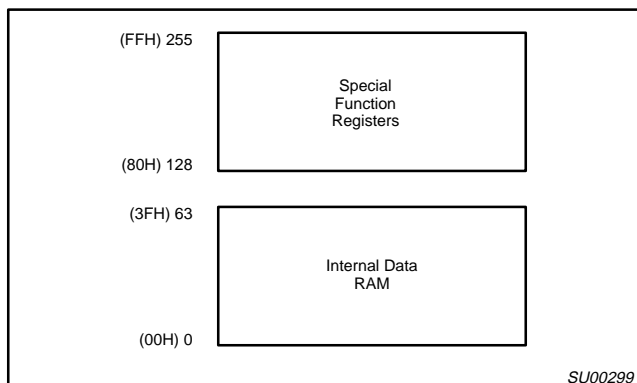 (FFH) 255
Special
Function
Registers
(80H) 128
(3FH) 63
Internal Data
RAM
(00H) 0
SU00299